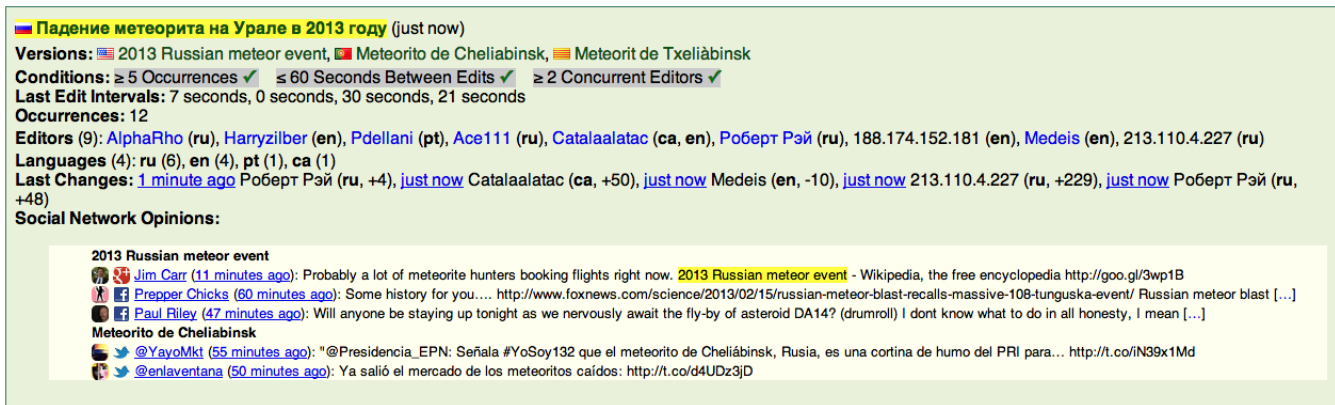 Падение метеорита на Урале в 2013 году (just now)
Versions: 2013 Russian meteor event, Meteorito de Cheliabinsk, Meteorit de Txeliàbinsk
Conditions: ≥ 5 Occurrences ✓ ≤ 60 Seconds Between Edits ✓ ≥ 2 Concurrent Editors ✓
Last Edit Intervals: 7 seconds, 0 seconds, 30 seconds, 21 seconds
Occurrences: 12
Editors (9): AlphaRho (ru), Harryzilber (en), Pdellani (pt), Ace111 (ru), Catalaalatac (ca, en), Роберт Рэй (ru), 188.174.152.181 (en), Medeis (en), 213.110.4.227 (ru)
Languages (4): ru (6), en (4), pt (1), ca (1)
Last Changes: 1 minute ago Роберт Рэй (ru, +4), just now Catalaalatac (ca, +50), just now Medeis (en, -10), just now 213.110.4.227 (ru, +229), just now Роберт Рэй (ru,
+48)
Social Network Opinions:
2013 Russian meteor event
Jim Carr (11 minutes ago): Probably a lot of meteorite hunters booking flights right now. 2013 Russian meteor event - Wikipedia, the free encyclopedia http://goo.gl/3wp1B
Prepper Chicks (60 minutes ago): Some history for you.... http://www.foxnews.com/science/2013/02/15/russian-meteor-blast-recalls-massive-108-tunguska-event/ Russian meteor blast […]
Paul Riley (47 minutes ago): Will anyone be staying up tonight as we nervously await the fly-by of asteroid DA14? (drumroll) I dont know what to do in all honesty, I mean […]
Meteorito de Cheliabinsk
@YayoMkt (55 minutes ago): "@Presidencia_EPN: Señala #YoSoy132 que el meteorito de Cheliábinsk, Rusia, es una cortina de humo del PRI para… http://t.co/iN39x1Md
@enlaventana (50 minutes ago): Ya salió el mercado de los meteoritos caídos: http://t.co/d4UDz3jD